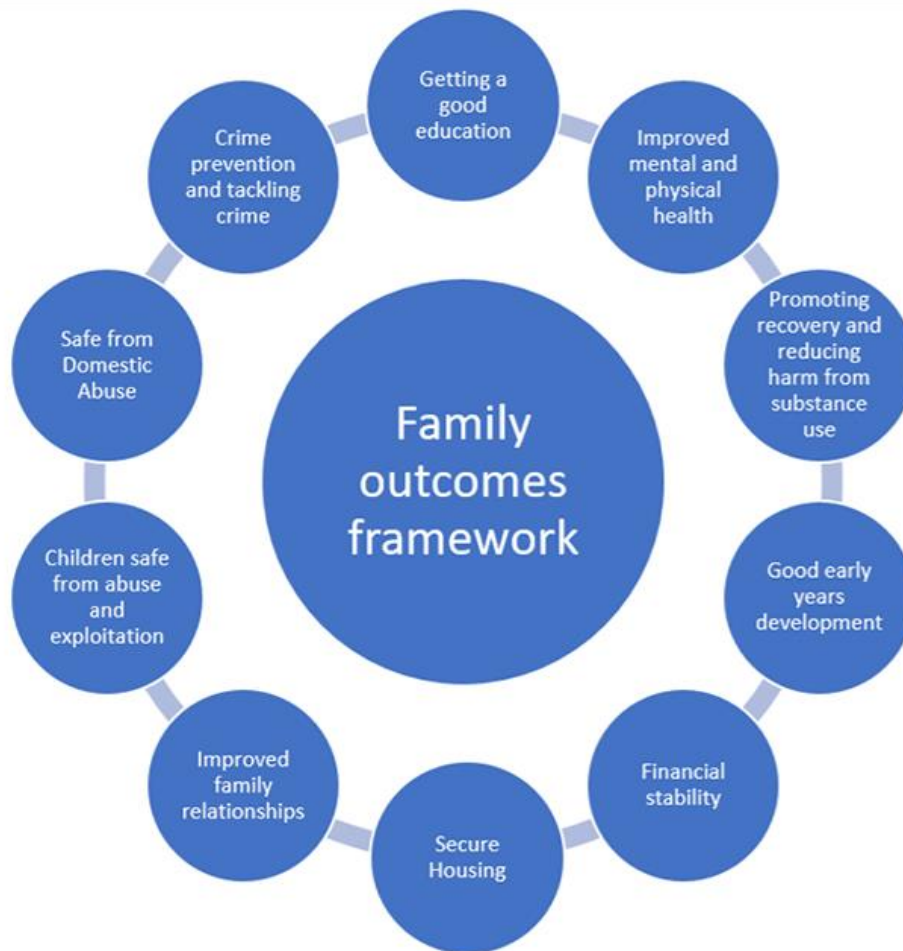 Getting a
good
education
Improved
mental and
physical
health
Promoting
recovery and
reducing
harm from
substance
use
Good early
years
development
Financial
stability
Secure
Housing
Improved
family
relationships
Children safe
from abuse
and
exploitation
Safe from
Domestic
Abuse
Crime
prevention
and tackling
crime
Family
outcomes
framework